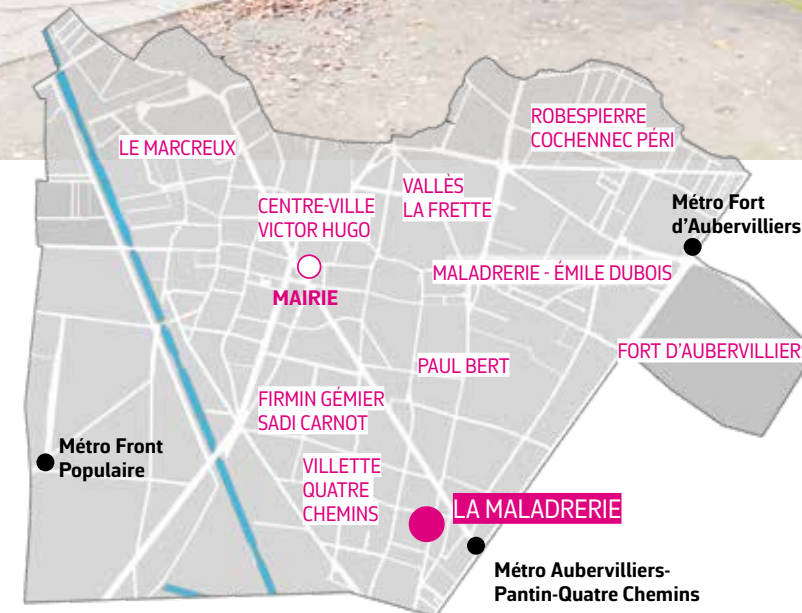 ROBESPIERRE
COCHENNEC PÉRI
LE MARCREUX
VALLÈS
LA FRETTE
CENTRE-VILLE
VICTOR HUGO
Métro Fort
d'Aubervilliers
MALADRERIE - ÉMILE DUBOIS
MAIRIE
FORT D'AUBERVILLIERS
PAUL BERT
FIRMIN GÉMIER
SADI CARNOT
Métro Front
Populaire
VILLETTE
QUATRE
CHEMINS
LA MALADRERIE
Métro Aubervilliers-
Pantin-Quatre Chemins